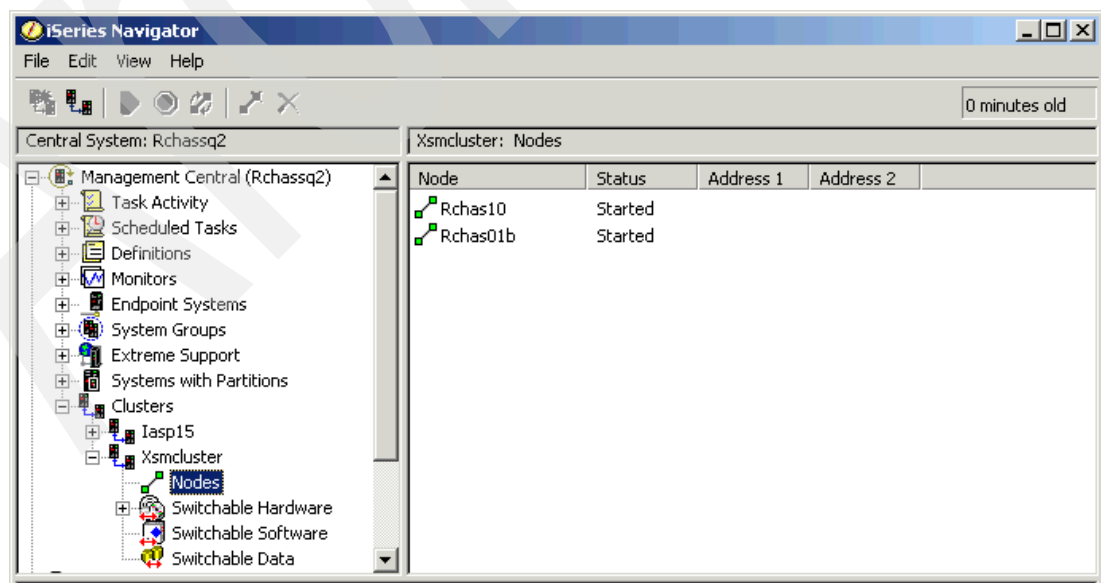 iSeries Navigator
File Edit View Help
0 minutes old
Central System: Rchassq2
Xsmcluster: Nodes
Management Central (Rchassq2)
Task Activity
Scheduled Tasks
Definitions
Monitors
Endpoint Systems
System Groups
Extreme Support
Systems with Partitions
Clusters
Iasp15
Xsmcluster
Nodes
Switchable Hardware
Switchable Software
Switchable Data
Node Status Address 1 Address 2
Rchas10 Started
Rchas01b Started